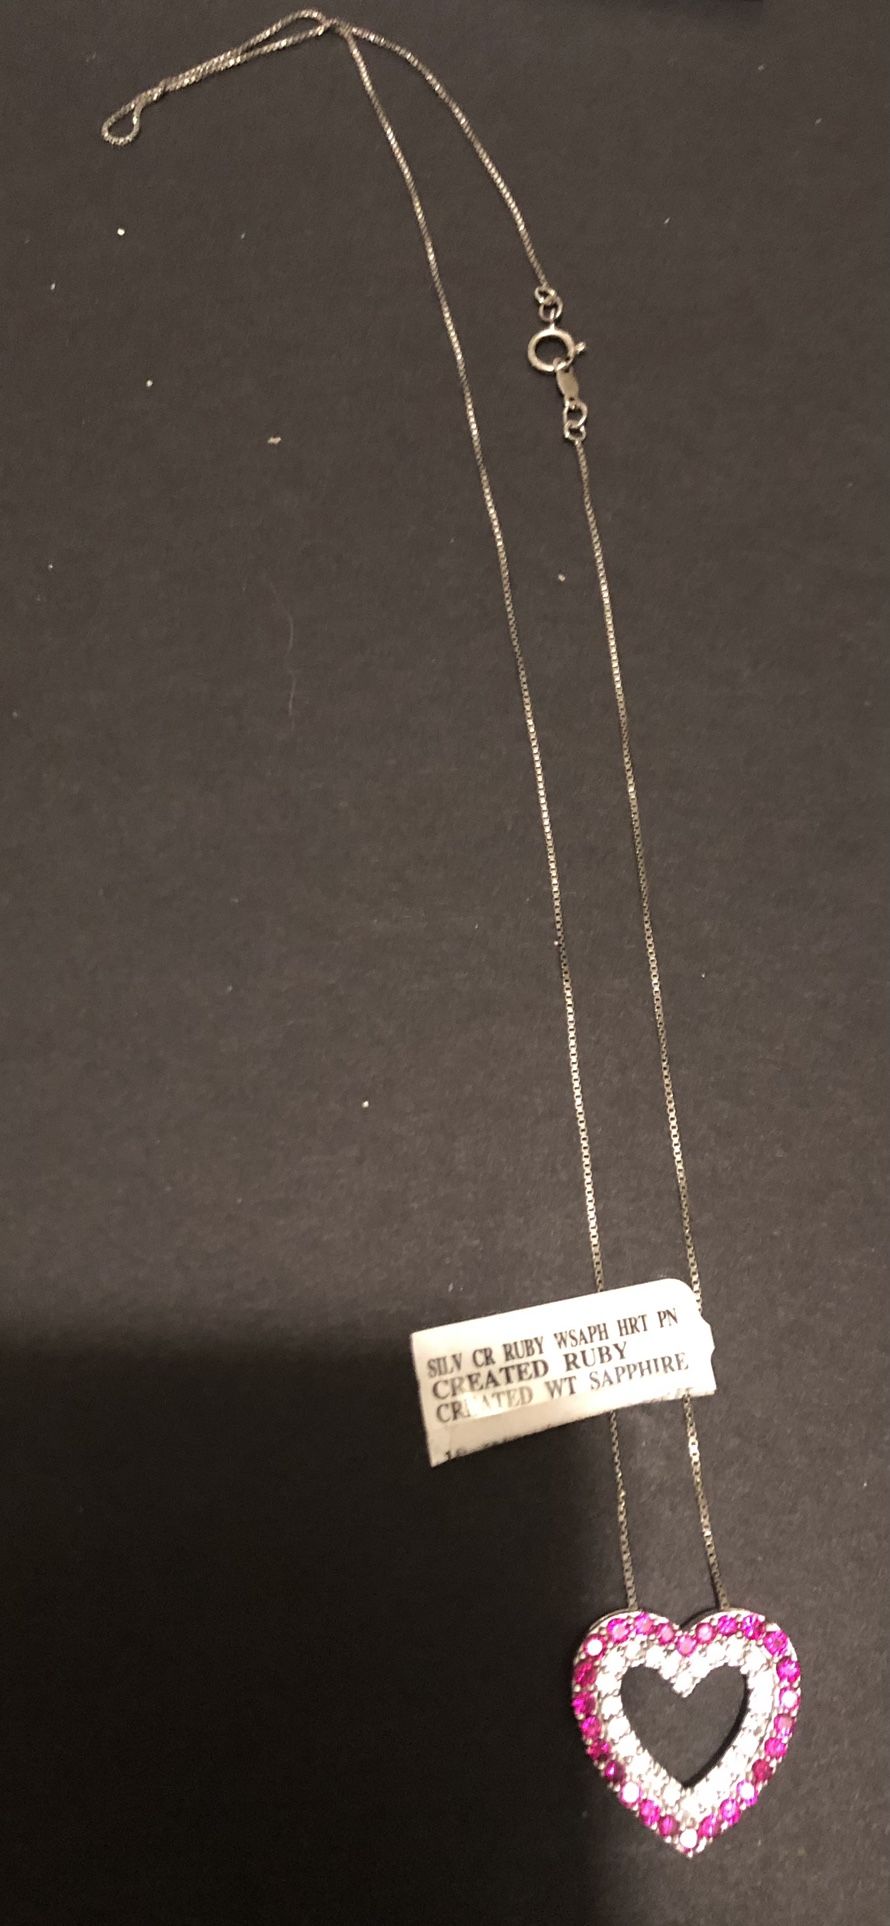 SILV CR RUBY WSAPH HRT PN
CREATED RUBY
CREATED WT SAPPHIRE